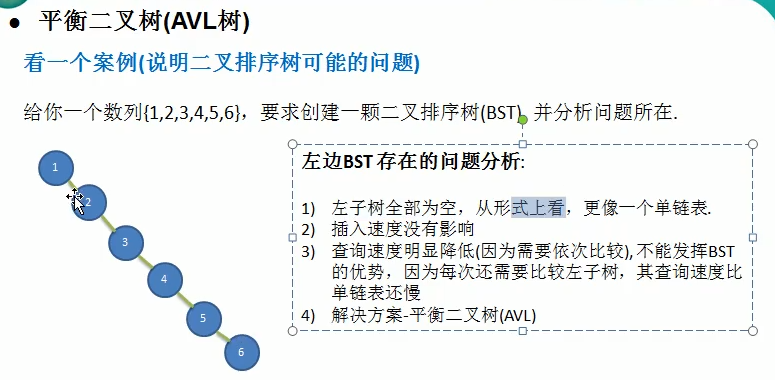 ● 平衡二叉树(AVL树)
看一个案例(说明二叉排序树可能的问题)
给你一个数列{1,2,3,4,5,6}，要求创建一颗二叉排序树(BST), 并分析问题所在.
1
2
3
4
5
6
左边BST 存在的问题分析:
1) 左子树全部为空，从形式上看，更像一个单链表.
2) 插入速度没有影响
3) 查询速度明显降低(因为需要依次比较), 不能发挥BST
的优势，因为每次还需要比较左子树，其查询速度比
单链表还慢
4) 解决方案-平衡二叉树(AVL)